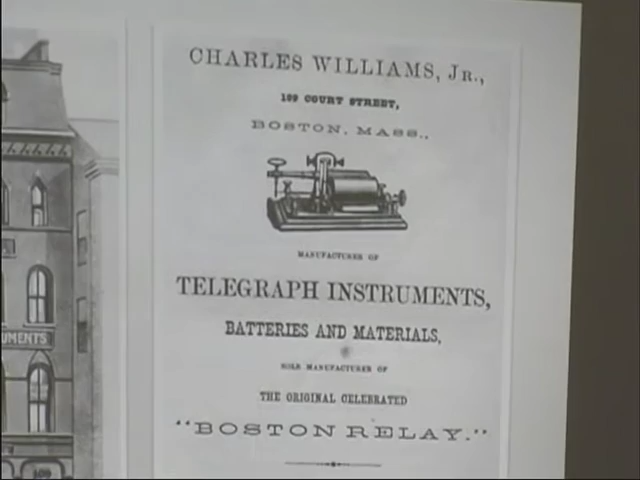 CHARLES WILLIAMS, JR.,
109 COURT STREET,
BOSTON, MASS.,
MANUFACTURER OF
TELEGRAPH INSTRUMENTS,
BATTERIES AND MATERIALS,
SOLE MANUFACTURER OF
THE ORIGINAL CELEBRATED
"BOSTON RELAY."
UMENTS
109